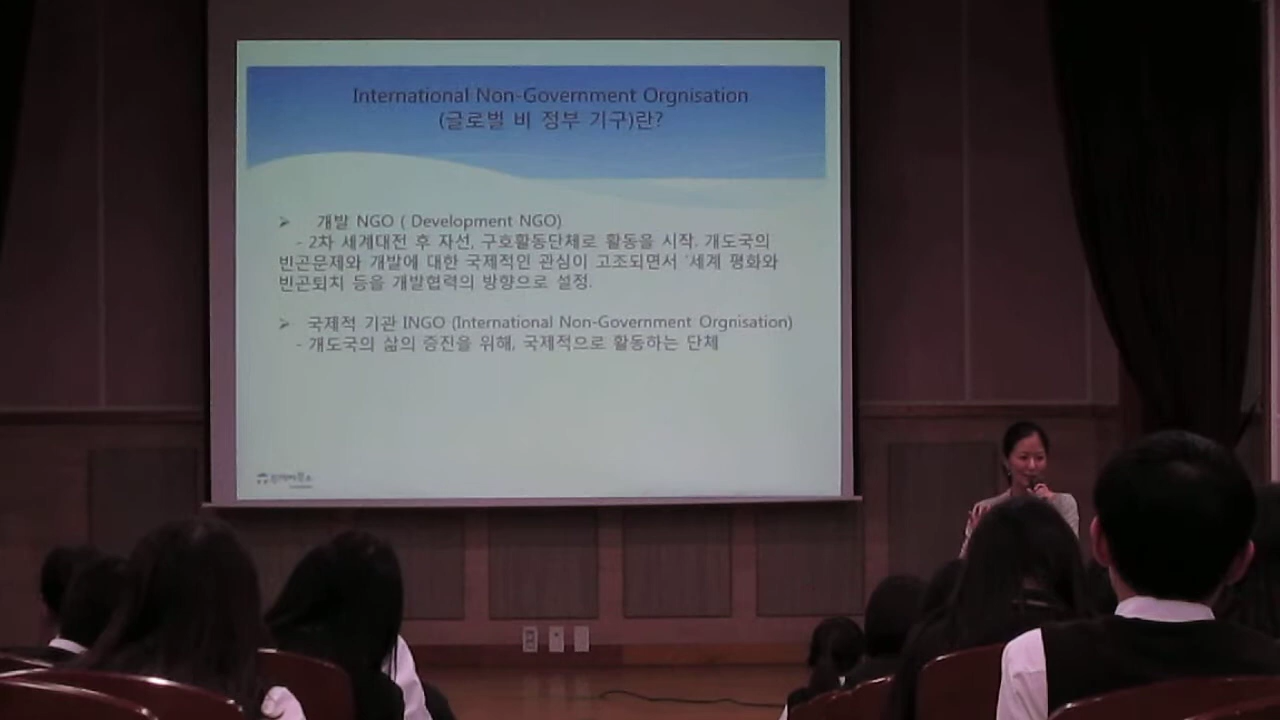 International Non-Government Orgnisation
(글로벌 비 정부 기구)란?
➢ 개발 NGO ( Development NGO)
- 2차 세계대전 후 자선, 구호활동단체로 활동을 시작. 개도국의
빈곤문제와 개발에 대한 국제적인 관심이 고조되면서 '세계 평화와
빈곤퇴치 등을 개발협력의 방향으로 설정.
➢ 국제적 기관 INGO (International Non-Government Orgnisation)
- 개도국의 삶의 증진을 위해, 국제적으로 활동하는 단체